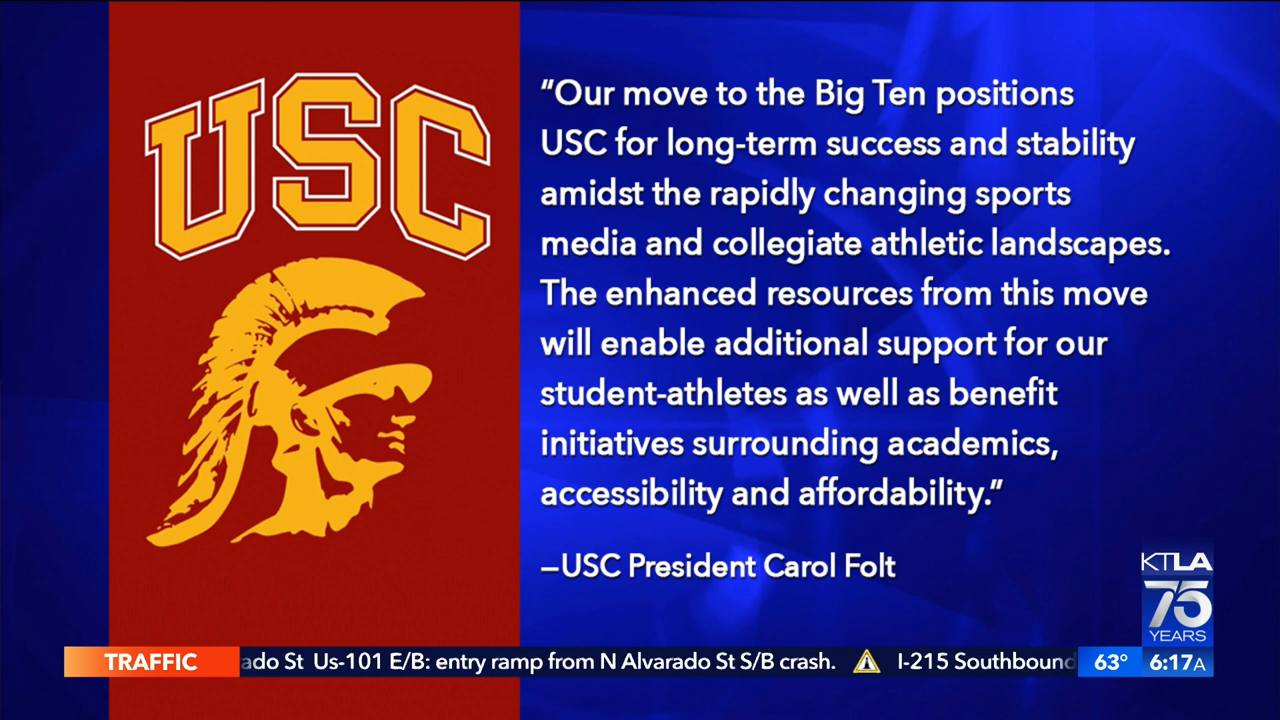 USC
“Our move to the Big Ten positions
USC for long-term success and stability
amidst the rapidly changing sports
media and collegiate athletic landscapes.
The enhanced resources from this move
will enable additional support for our
student-athletes as well as benefit
initiatives surrounding academics,
accessibility and affordability.”
–USC President Carol Folt
KTLA
75
YEARS
TRAFFIC
ado St Us-101 E/B: entry ramp from N Alvarado St S/B crash. I-215 Southbound
63° 6:17A